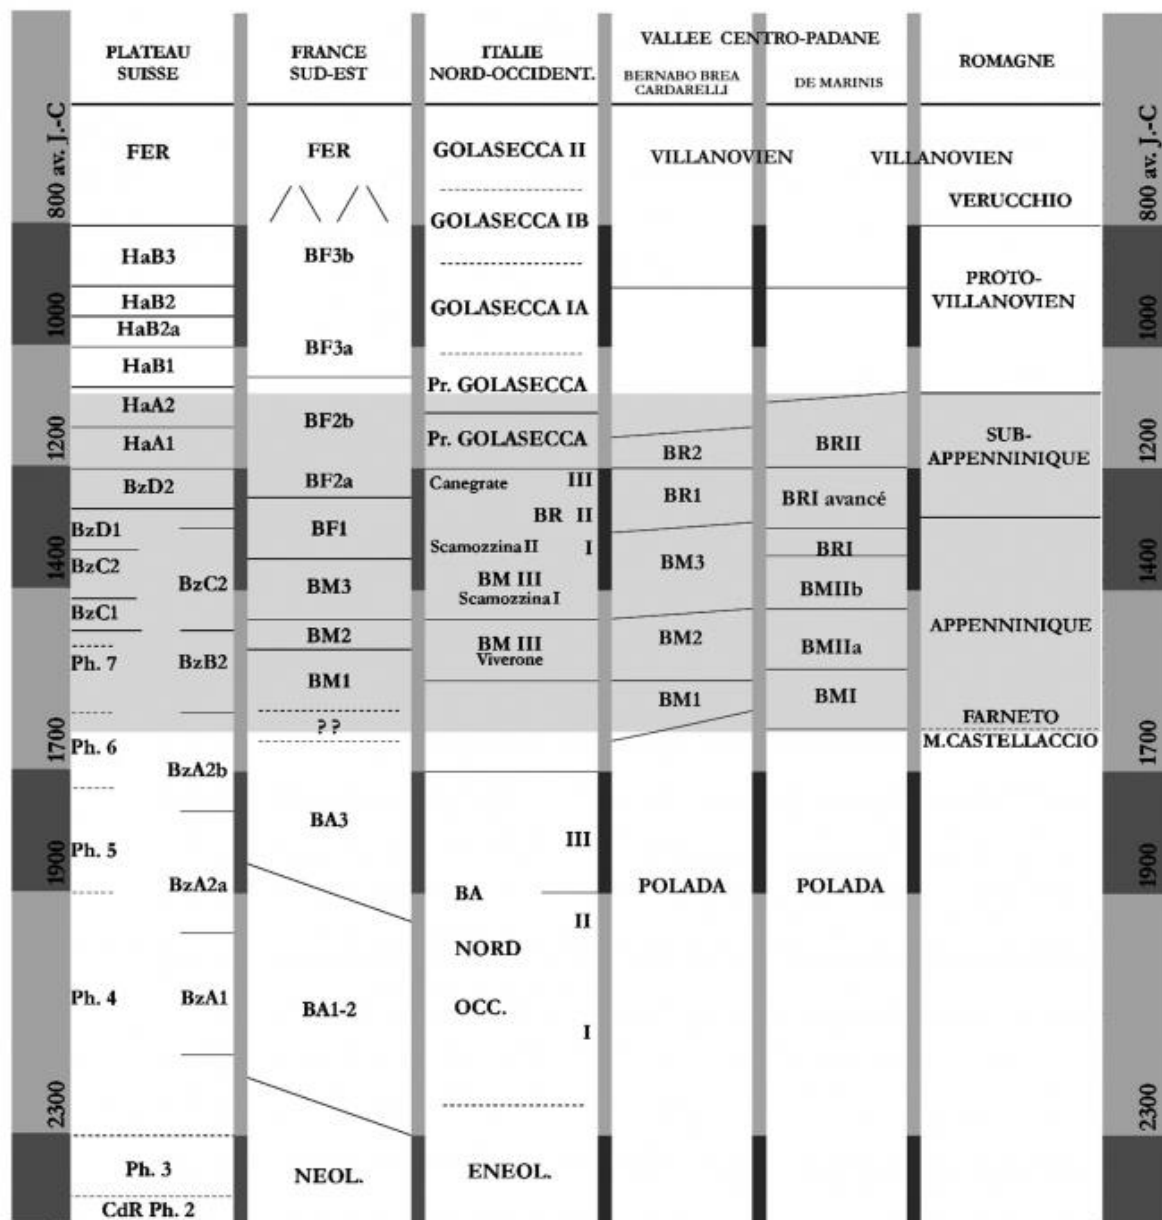 PLATEAU
SUISSE
FRANCE
SUD-EST
ITALIE
NORD-OCCIDENT.
VALLEE CENTRO-PADANE
BERNABO BREA
CARDARELLI
DE MARINIS
ROMAGNE
800 av. J.-C
1000
1200
1400
1700
1900
2300
FER
HaB3
HaB2
HaB2a
HaB1
HaA2
HaA1
BzD2
BzD1
BzC2
BzC2
BzC1
Ph. 7
BzB2
Ph. 6
BzA2b
Ph. 5
BzA2a
Ph. 4
BzA1
Ph. 3
CdR Ph. 2
FER
BF3b
BF3a
BF2b
BF2a
BF1
BM3
BM2
BM1
? ?
BA3
BA1-2
NEOL.
GOLASECCA II
GOLASECCA IB
GOLASECCA IA
Pr. GOLASECCA
Pr. GOLASECCA
Canegrate III
BR II
Scamozzina II I
BM III
Scamozzina I
BM III
Viverone
III
BA
II
NORD
OCC.
I
ENEOL.
VILLANOVIEN
BR2
BR1
BM3
BM2
BM1
POLADA
VILLANOVIEN
BRII
BRI avancé
BRI
BMIIb
BMIIa
BMI
POLADA
VERUCCHIO
PROTO-
VILLANOVIEN
SUB-
APPENNINIQUE
APPENNINIQUE
FARNETO
M.CASTELLACCIO
800 av. J.-C
1000
1200
1400
1700
1900
2300